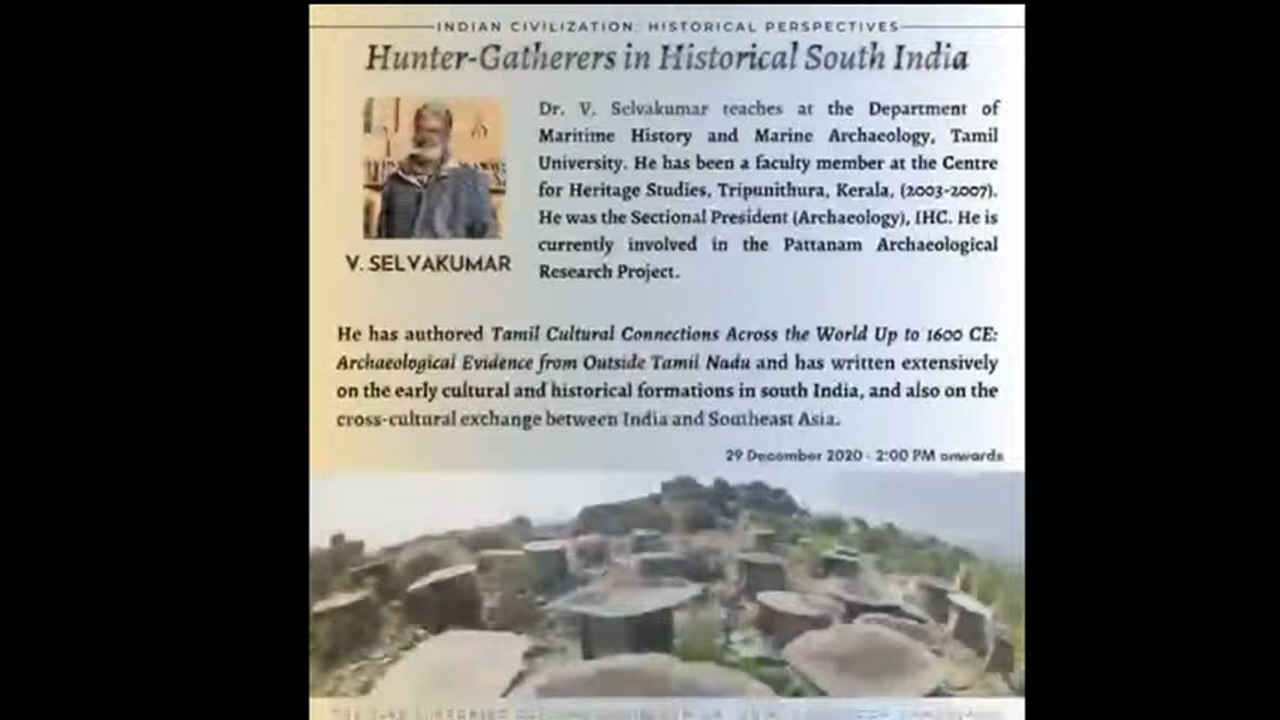 INDIAN CIVILIZATION: HISTORICAL PERSPECTIVES
Hunter-Gatherers in Historical South India
Dr. V. Selvakumar teaches at the Department of
Maritime History and Marine Archaeology, Tamil
University. He has been a faculty member at the Centre
for Heritage Studies, Tripunithura, Kerala, (2003-2007).
He was the Sectional President (Archaeology), IHC. He is
currently involved in the Pattanam Archaeological
Research Project.
V. SELVAKUMAR
He has authored Tamil Cultural Connections Across the World Up to 1600 CE:
Archaeological Evidence from Outside Tamil Nadu and has written extensively
on the early cultural and historical formations in south India, and also on the
cross-cultural exchange between India and Southeast Asia.
29 December 2020 - 2:00 PM onwards